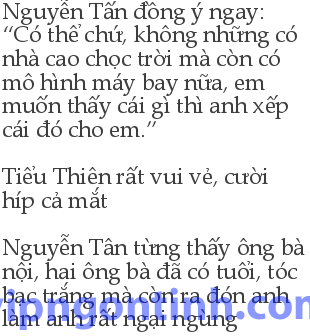 Nguyễn Tấn đồng ý ngay:
“Có thể chứ, không những có
nhà cao chọc trời mà còn có
mô hình máy bay nữa, em
muốn thấy cái gì thì anh xếp
cái đó cho em.”
Tiểu Thiên rất vui vẻ, cười
híp cả mắt
Nguyễn Tân từng thấy ông bà
nội, hai ông bà đã có tuổi, tóc
bạc trắng mà còn ra đón anh
làm anh rất ngại ngùng
vipngontinh.com